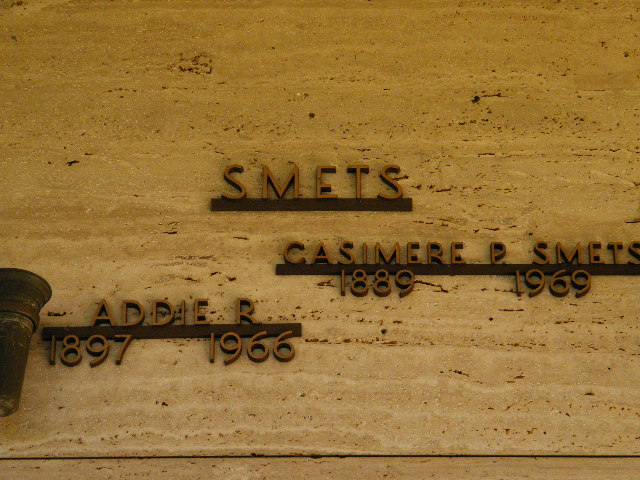 SMETS
CASIMERE P. SMETS
1889 1969
ADDIE R
1897 1966